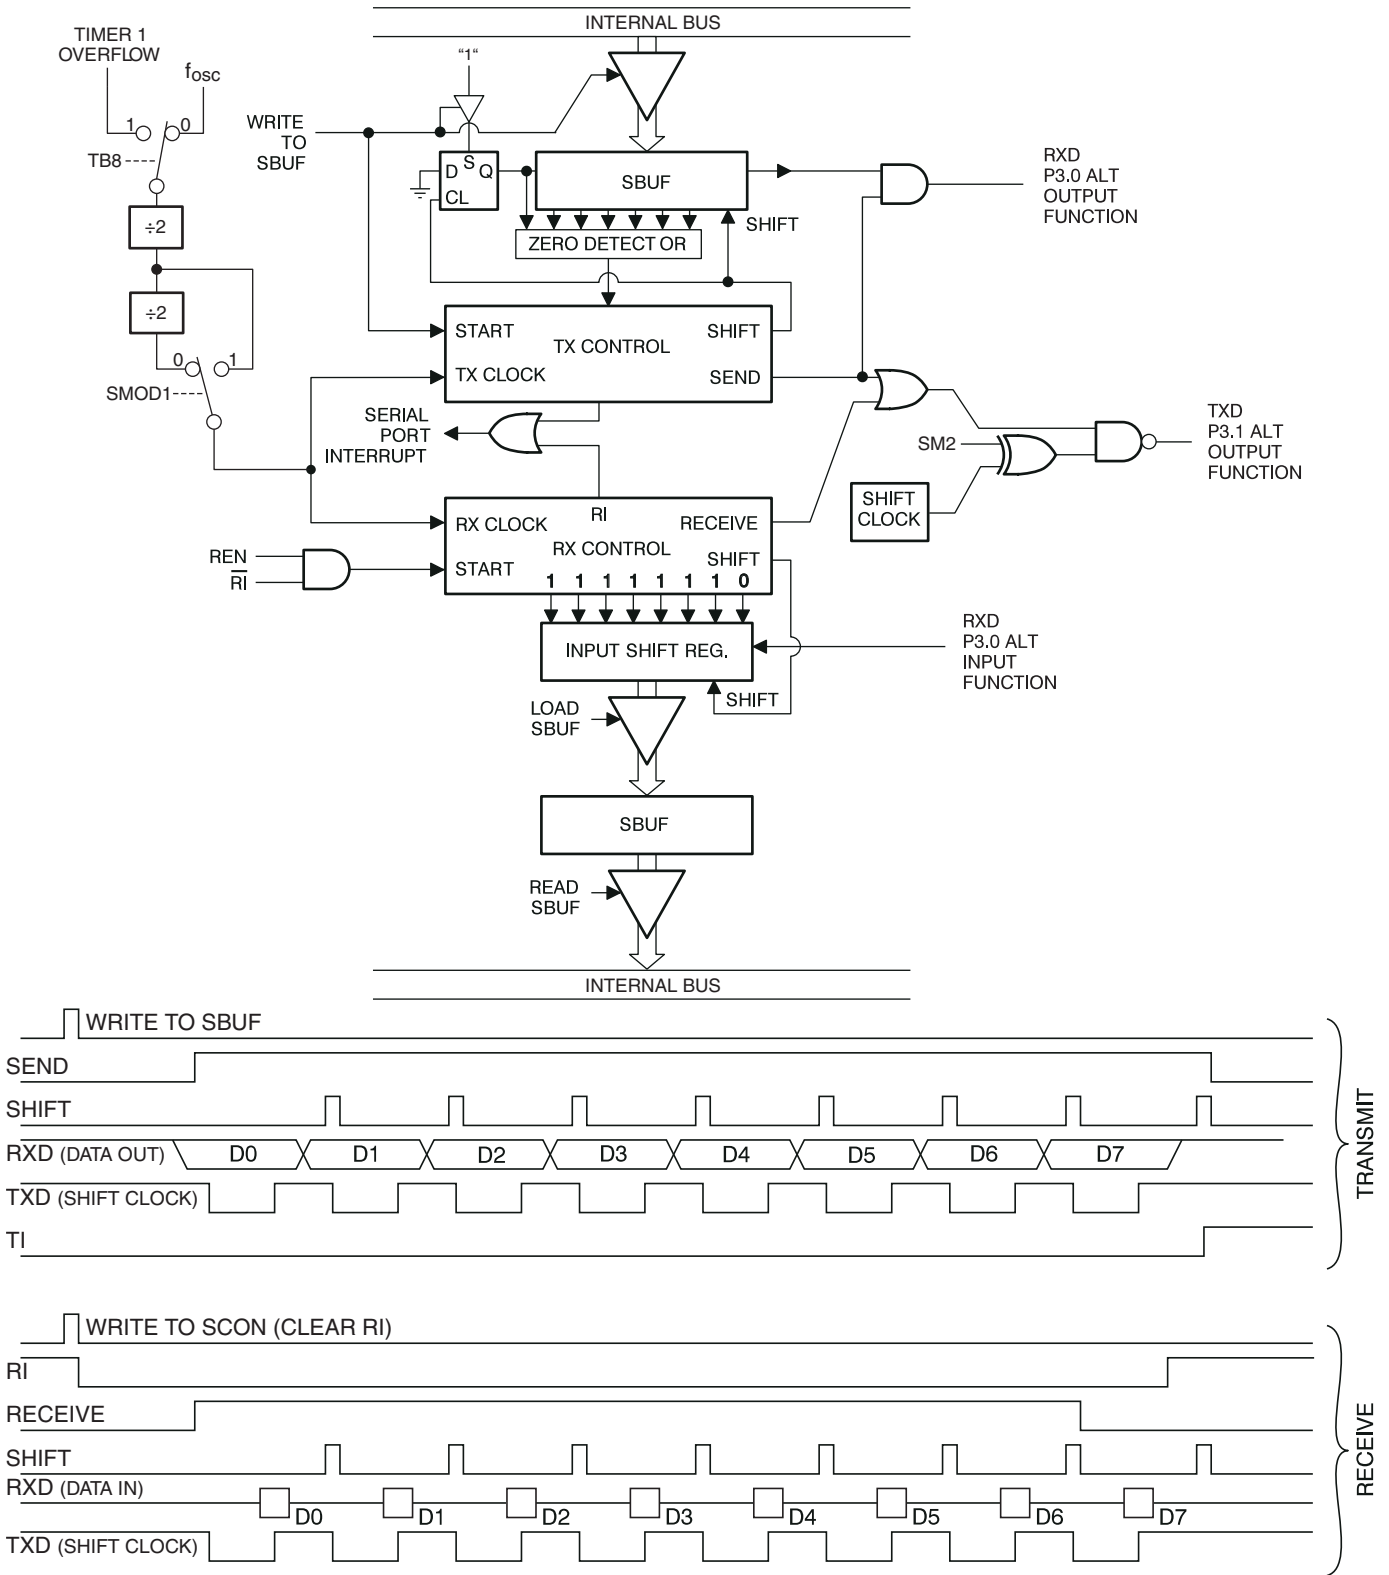 INTERNAL BUS
TIMER 1
OVERFLOW
fosc
"1"
1
0
TB8
÷2
÷2
0
1
SMOD1
WRITE
TO
SBUF
D
S
Q
CL
SBUF
SHIFT
ZERO DETECT OR
RXD
P3.0 ALT
OUTPUT
FUNCTION
START
SHIFT
TX CONTROL
TX CLOCK
SEND
SERIAL
PORT
INTERRUPT
SM2
SHIFT
CLOCK
TXD
P3.1 ALT
OUTPUT
FUNCTION
RI
RX CLOCK
RECEIVE
RX CONTROL
SHIFT
START
1 1 1 1 1 1 1 0
REN
R̅I̅
INPUT SHIFT REG.
RXD
P3.0 ALT
INPUT
FUNCTION
SHIFT
LOAD
SBUF
SBUF
READ
SBUF
INTERNAL BUS
WRITE TO SBUF
SEND
SHIFT
RXD (DATA OUT)
D0 D1 D2 D3 D4 D5 D6 D7
TXD (SHIFT CLOCK)
TI
TRANSMIT
WRITE TO SCON (CLEAR RI)
RI
RECEIVE
SHIFT
RXD (DATA IN)
D0 D1 D2 D3 D4 D5 D6 D7
TXD (SHIFT CLOCK)
RECEIVE